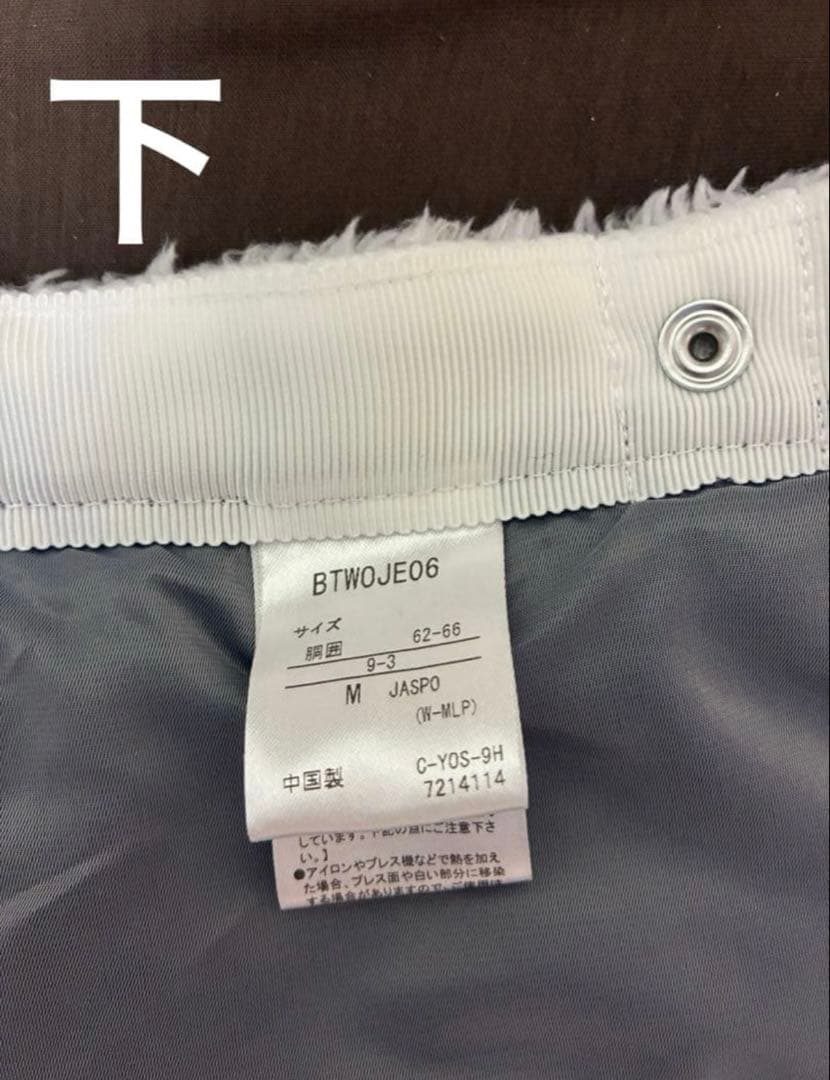 下
BTWOJE06
サイズ
胴囲 62-66
9-3
M JASPO
(W-MLP)
中国製 C-YOS-9H
7214114
しています。下記の点にご注意下さ
い。】
●アイロンやプレス機などで熱を加え
た場合、プレス面や白い部分に移染
する場合がありますので、ご使用は